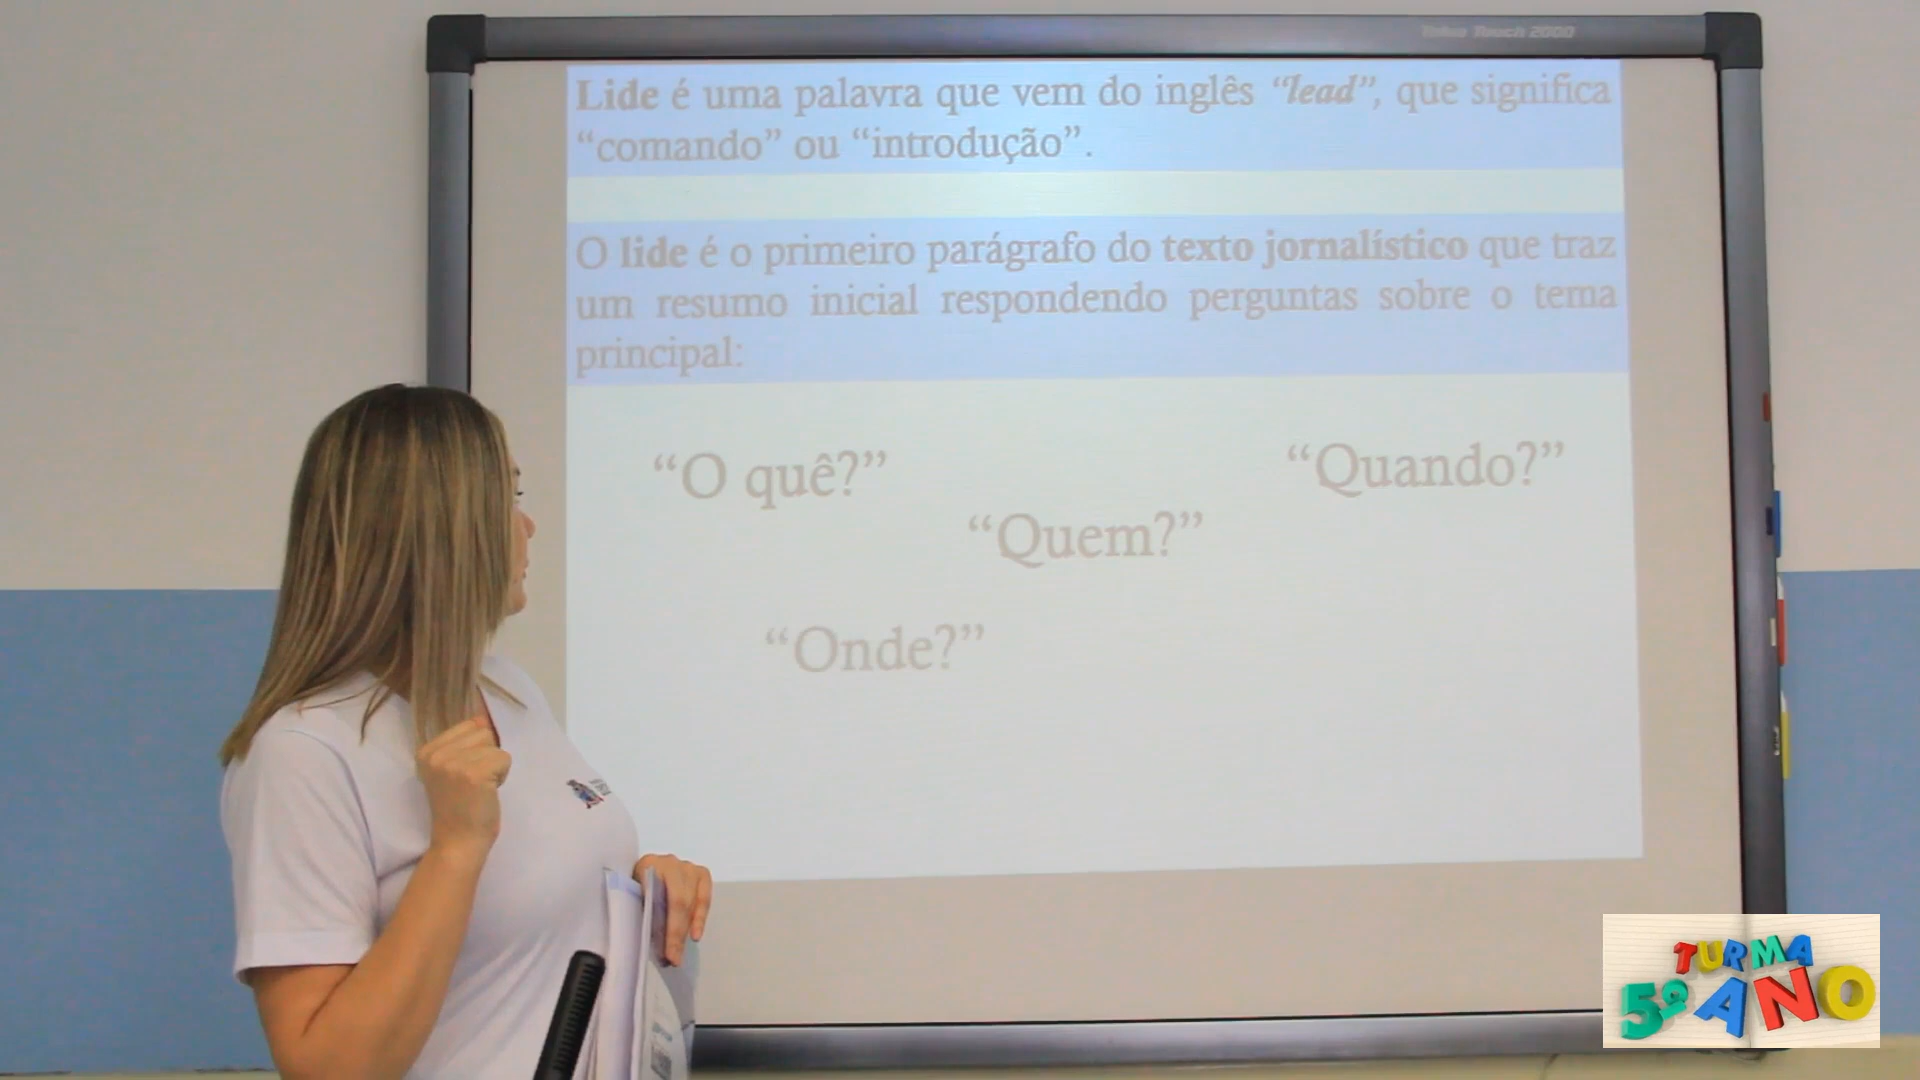 Lide é uma palavra que vem do inglês “lead”, que significa
“comando” ou “introdução”.
O lide é o primeiro parágrafo do texto jornalístico que traz
um resumo inicial respondendo perguntas sobre o tema
principal:
“O quê?”
“Quando?”
“Quem?”
“Onde?”
TURMA
5º ANO